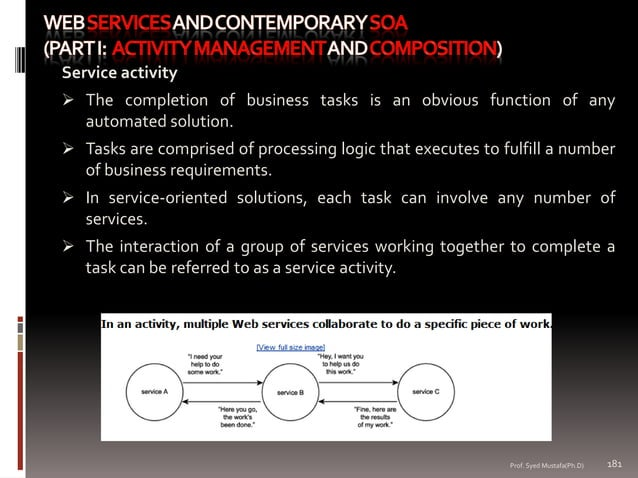 WEB SERVICES AND CONTEMPORARY SOA
(PART I: ACTIVITY MANAGEMENT AND COMPOSITION)
Service activity
➢ The completion of business tasks is an obvious function of any
automated solution.
➢ Tasks are comprised of processing logic that executes to fulfill a number
of business requirements.
➢ In service-oriented solutions, each task can involve any number of
services.
➢ The interaction of a group of services working together to complete a
task can be referred to as a service activity.
In an activity, multiple Web services collaborate to do a specific piece of work.
[View full size image]
"I need your
help to do
some work."
"Hey, I want you
to help us do
this work."
service A
service B
service C
"Here you go,
the work's
been done."
"Fine, here are
the results
of my work."
Prof. Syed Mustafa(Ph.D)
181